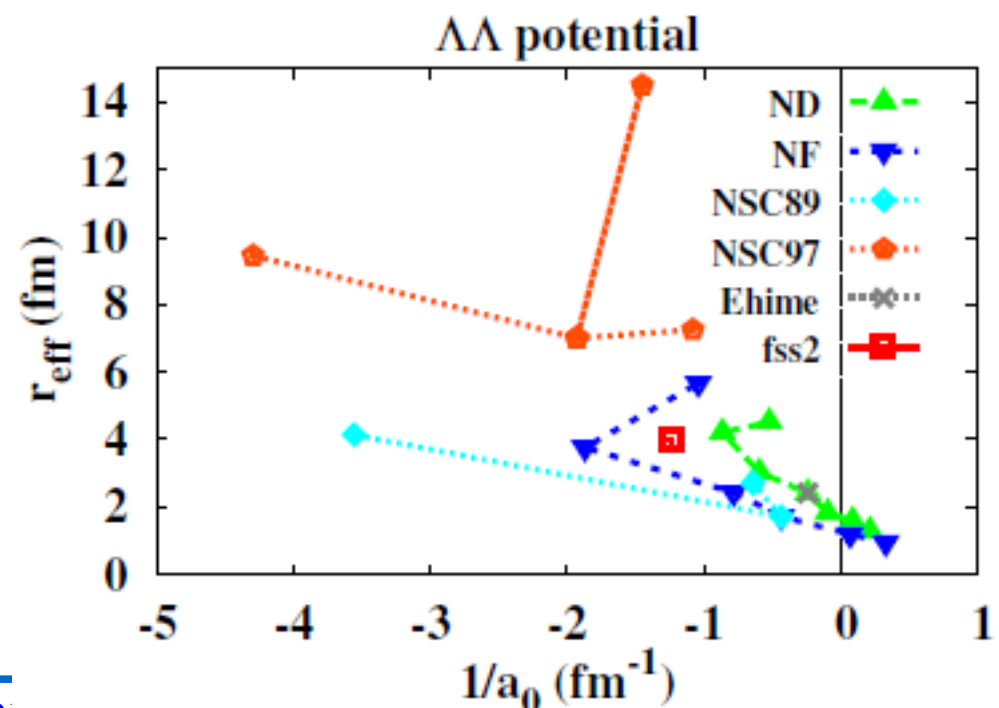 ΛΛ potential
14
12
10
8
6
4
2
0
r_eff (fm)
ND
NF
NSC89
NSC97
Ehime
fss2
-5 -4 -3 -2 -1 0 1
1/a_0 (fm^-1)